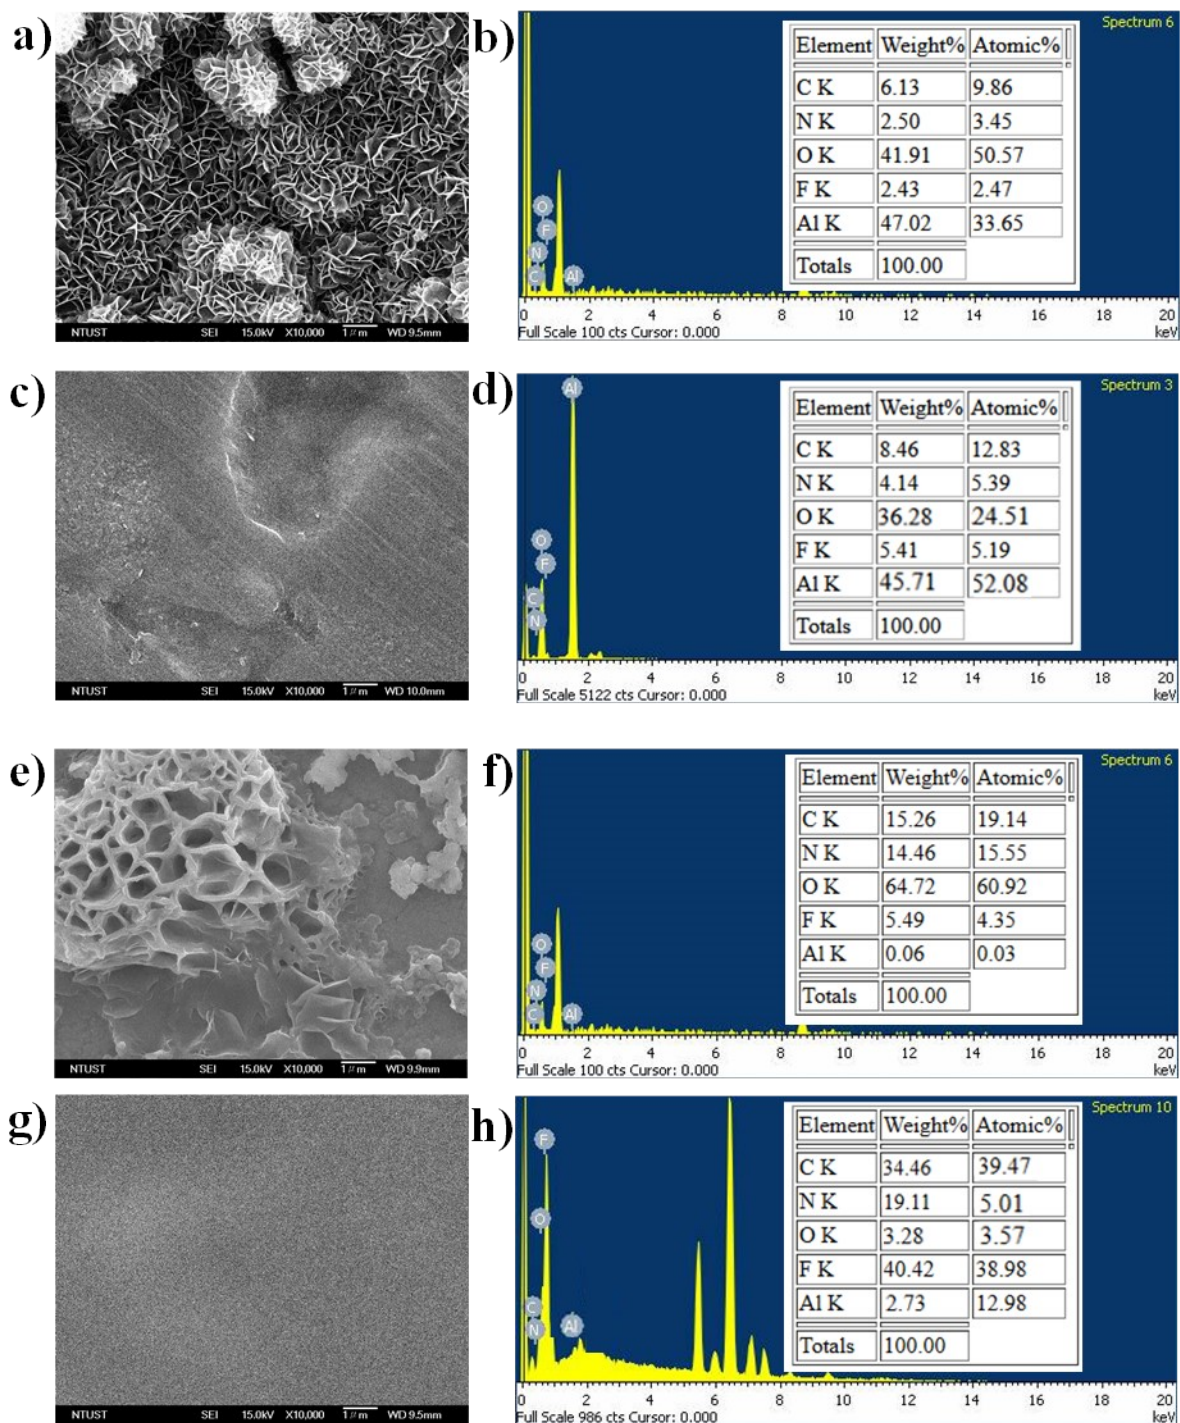 a)
NTUST SEI 15.0kV X10,000 1μm WD 9.5mm
b)
Spectrum 6
Element Weight% Atomic%
C K 6.13 9.86
N K 2.50 3.45
O K 41.91 50.57
F K 2.43 2.47
Al K 47.02 33.65
Totals 100.00
O
F
N
C Al
0 2 4 6 8 10 12 14 16 18 20
Full Scale 100 cts Cursor: 0.000 keV
c)
NTUST SEI 15.0kV X10,000 1μm WD 10.0mm
d)
Spectrum 3
Al
Element Weight% Atomic%
C K 8.46 12.83
N K 4.14 5.39
O K 36.28 24.51
F K 5.41 5.19
Al K 45.71 52.08
Totals 100.00
O
F
C
N
0 2 4 6 8 10 12 14 16 18 20
Full Scale 5122 cts Cursor: 0.000 keV
e)
NTUST SEI 15.0kV X10,000 1μm WD 9.9mm
f)
Spectrum 6
Element Weight% Atomic%
C K 15.26 19.14
N K 14.46 15.55
O K 64.72 60.92
F K 5.49 4.35
Al K 0.06 0.03
Totals 100.00
O
F
N
C Al
0 2 4 6 8 10 12 14 16 18 20
Full Scale 100 cts Cursor: 0.000 keV
g)
NTUST SEI 15.0kV X10,000 1μm WD 9.5mm
h)
Spectrum 10
Element Weight% Atomic%
C K 34.46 39.47
N K 19.11 5.01
O K 3.28 3.57
F K 40.42 38.98
Al K 2.73 12.98
Totals 100.00
F
O
C
N Al
0 2 4 6 8 10 12 14 16 18 20
Full Scale 986 cts Cursor: 0.000 keV